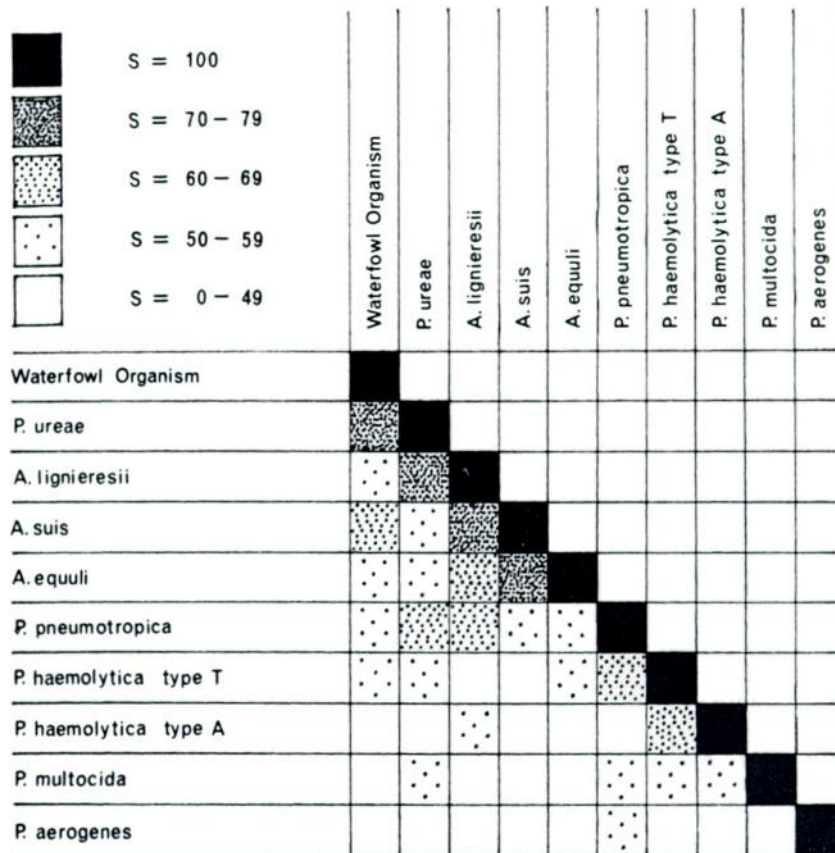 S = 100
S = 70 – 79
S = 60 – 69
S = 50 – 59
S = 0 – 49
Waterfowl Organism
P. ureae
A. lignieresii
A. suis
A. equuli
P. pneumotropica
P. haemolytica type T
P. haemolytica type A
P. multocida
P. aerogenes
Waterfowl Organism
P. ureae
A. lignieresii
A. suis
A. equuli
P. pneumotropica
P. haemolytica type T
P. haemolytica type A
P. multocida
P. aerogenes